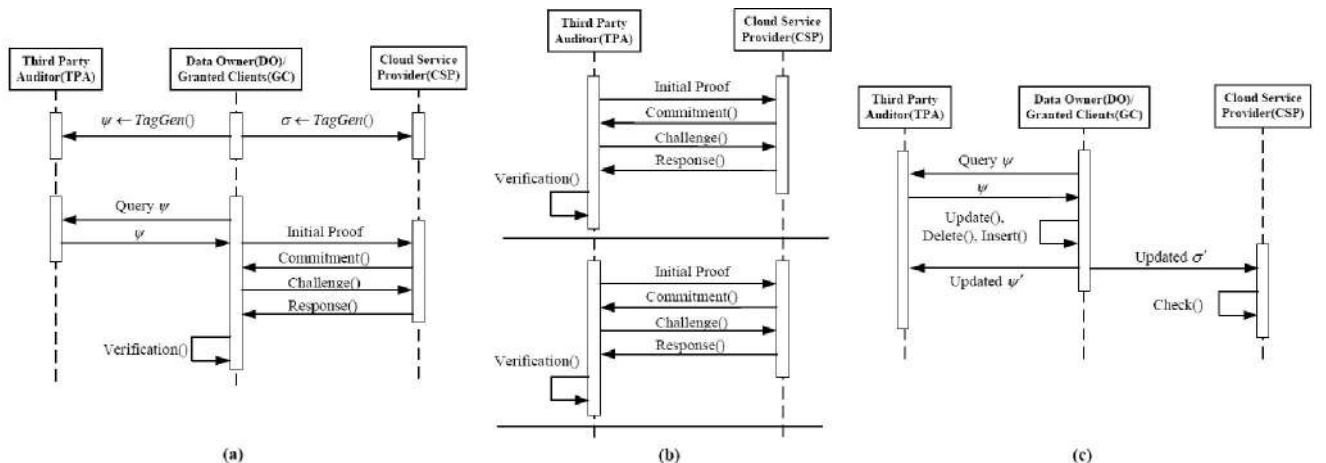 Third Party
Auditor(TPA)
Data Owner(DO)/
Granted Clients(GC)
Cloud Service
Provider(CSP)
ψ ← TagGen()
σ ← TagGen()
Query ψ
ψ
Initial Proof
Commitment()
Challenge()
Response()
Verification()
(a)
Third Party
Auditor(TPA)
Cloud Service
Provider(CSP)
Initial Proof
Commitment()
Challenge()
Response()
Verification()
Initial Proof
Commitment()
Challenge()
Response()
Verification()
(b)
Third Party
Auditor(TPA)
Data Owner(DO)/
Granted Clients(GC)
Cloud Service
Provider(CSP)
Query ψ
ψ
Update(),
Delete(), Insert()
Updated σ'
Updated ψ'
Check()
(c)